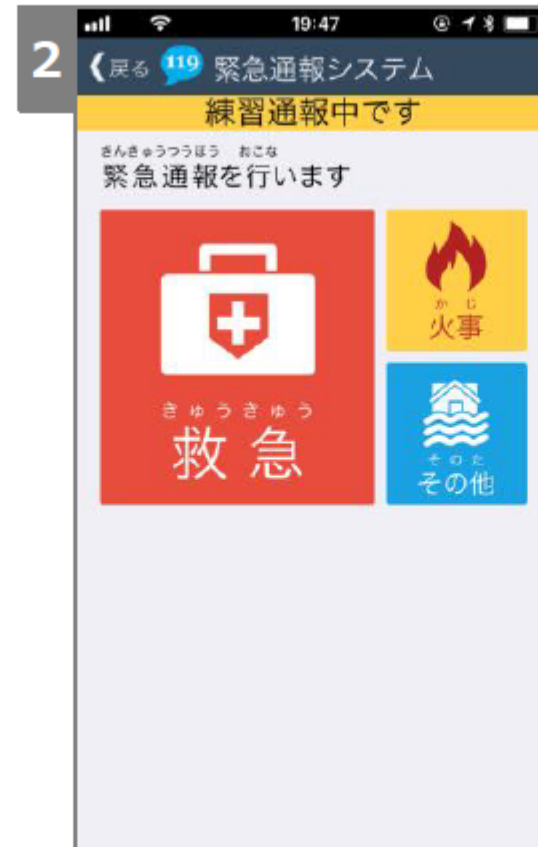 2
19:47
戻る 119 緊急通報システム
練習通報中です
きんきゅうつうほう おこな
緊急通報を行います
かじ
火事
きゅうきゅう
救急
そのた
その他